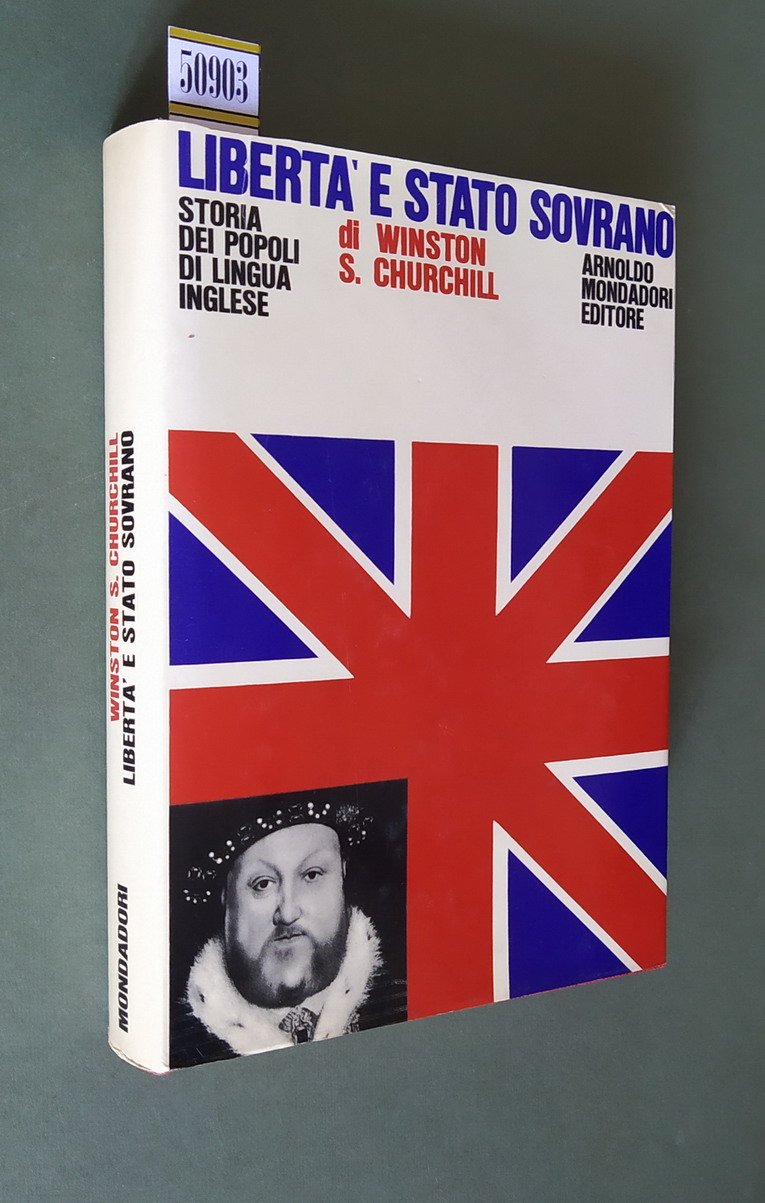 50903
LIBERTA' E STATO SOVRANO
STORIA
DEI POPOLI
DI LINGUA
INGLESE
di WINSTON
S. CHURCHILL
ARNOLDO
MONDADORI
EDITORE
WINSTON S. CHURCHILL
LIBERTA' E STATO SOVRANO
MONDADORI